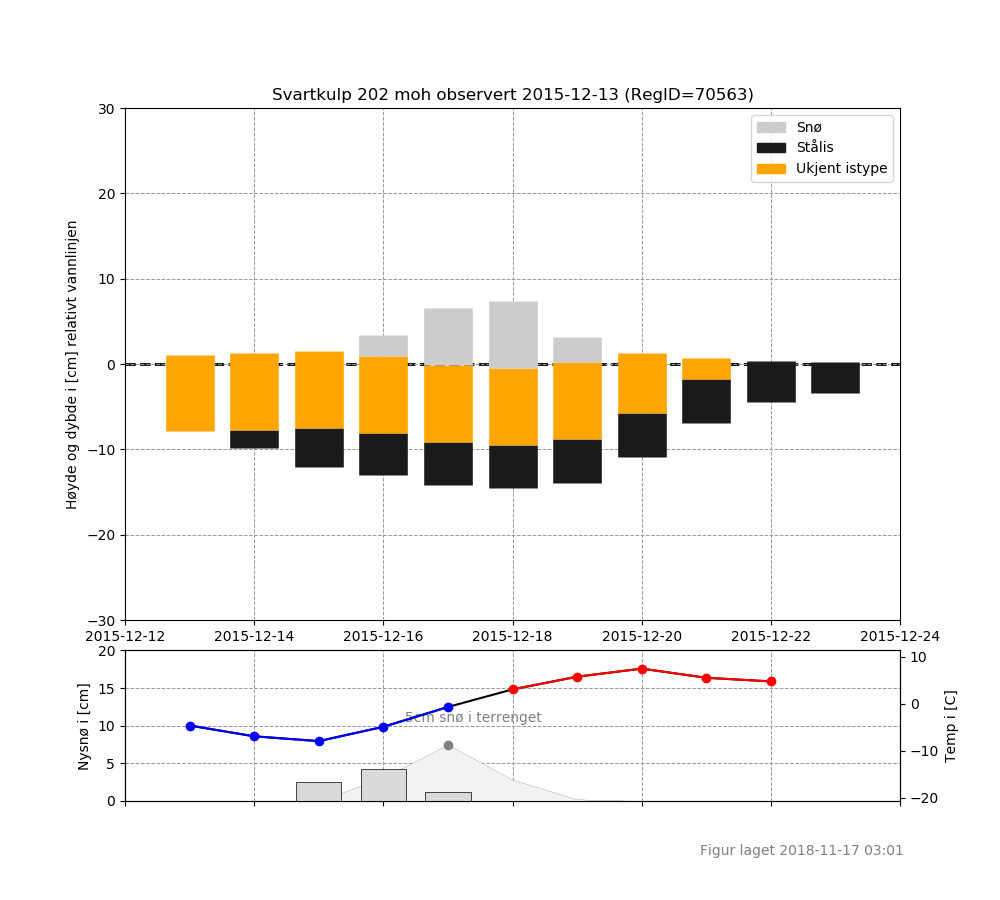 Svartkulp 202 moh observert 2015-12-13 (RegID=70563)
Høyde og dybde i [cm] relativt vannlinjen
30
20
10
0
−10
−20
−30
Snø
Stålis
Ukjent istype
2015-12-12 2015-12-14 2015-12-16 2015-12-18 2015-12-20 2015-12-22 2015-12-24
Nysnø i [cm]
20
15
10
5
0
5cm snø i terrenget
10
0
−10
−20
Temp i [C]
Figur laget 2018-11-17 03:01